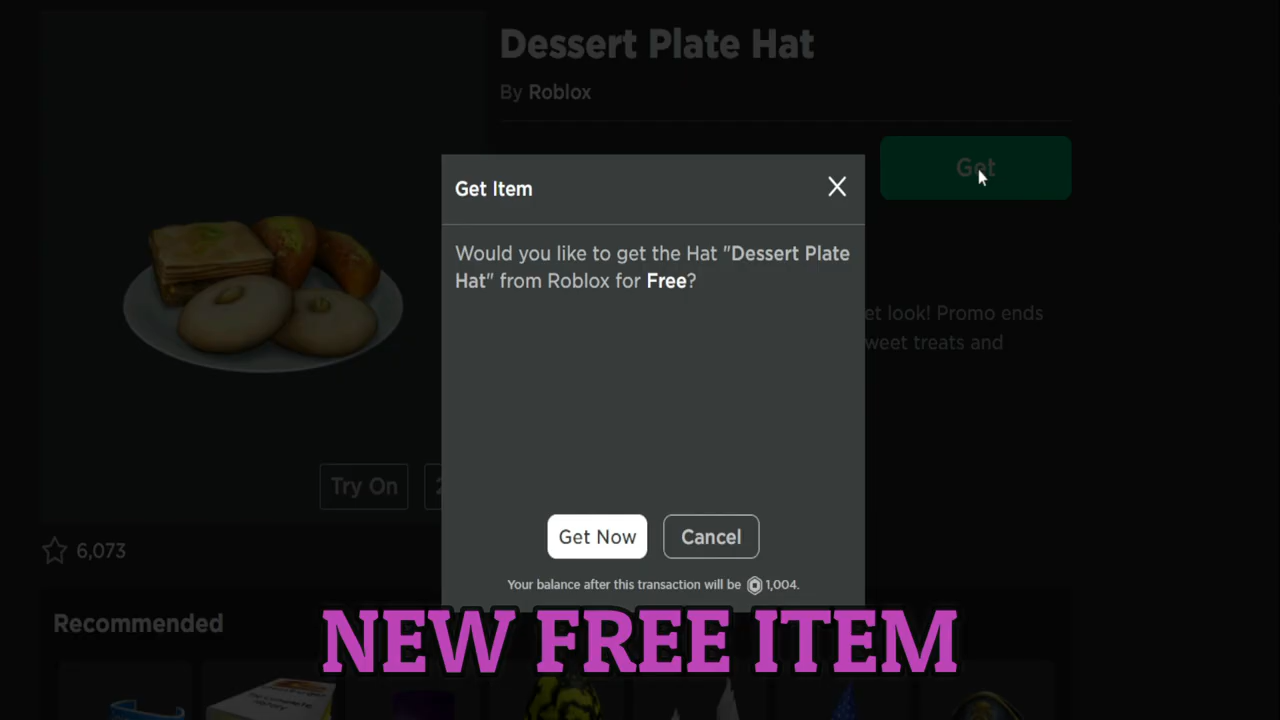 Dessert Plate Hat
By Roblox
Get
Get Item
Would you like to get the Hat "Dessert Plate
Hat" from Roblox for Free?
et look! Promo ends
weet treats and
Try On
2
Get Now
Cancel
6,073
Your balance after this transaction will be 1,004.
Recommended
NEW FREE ITEM